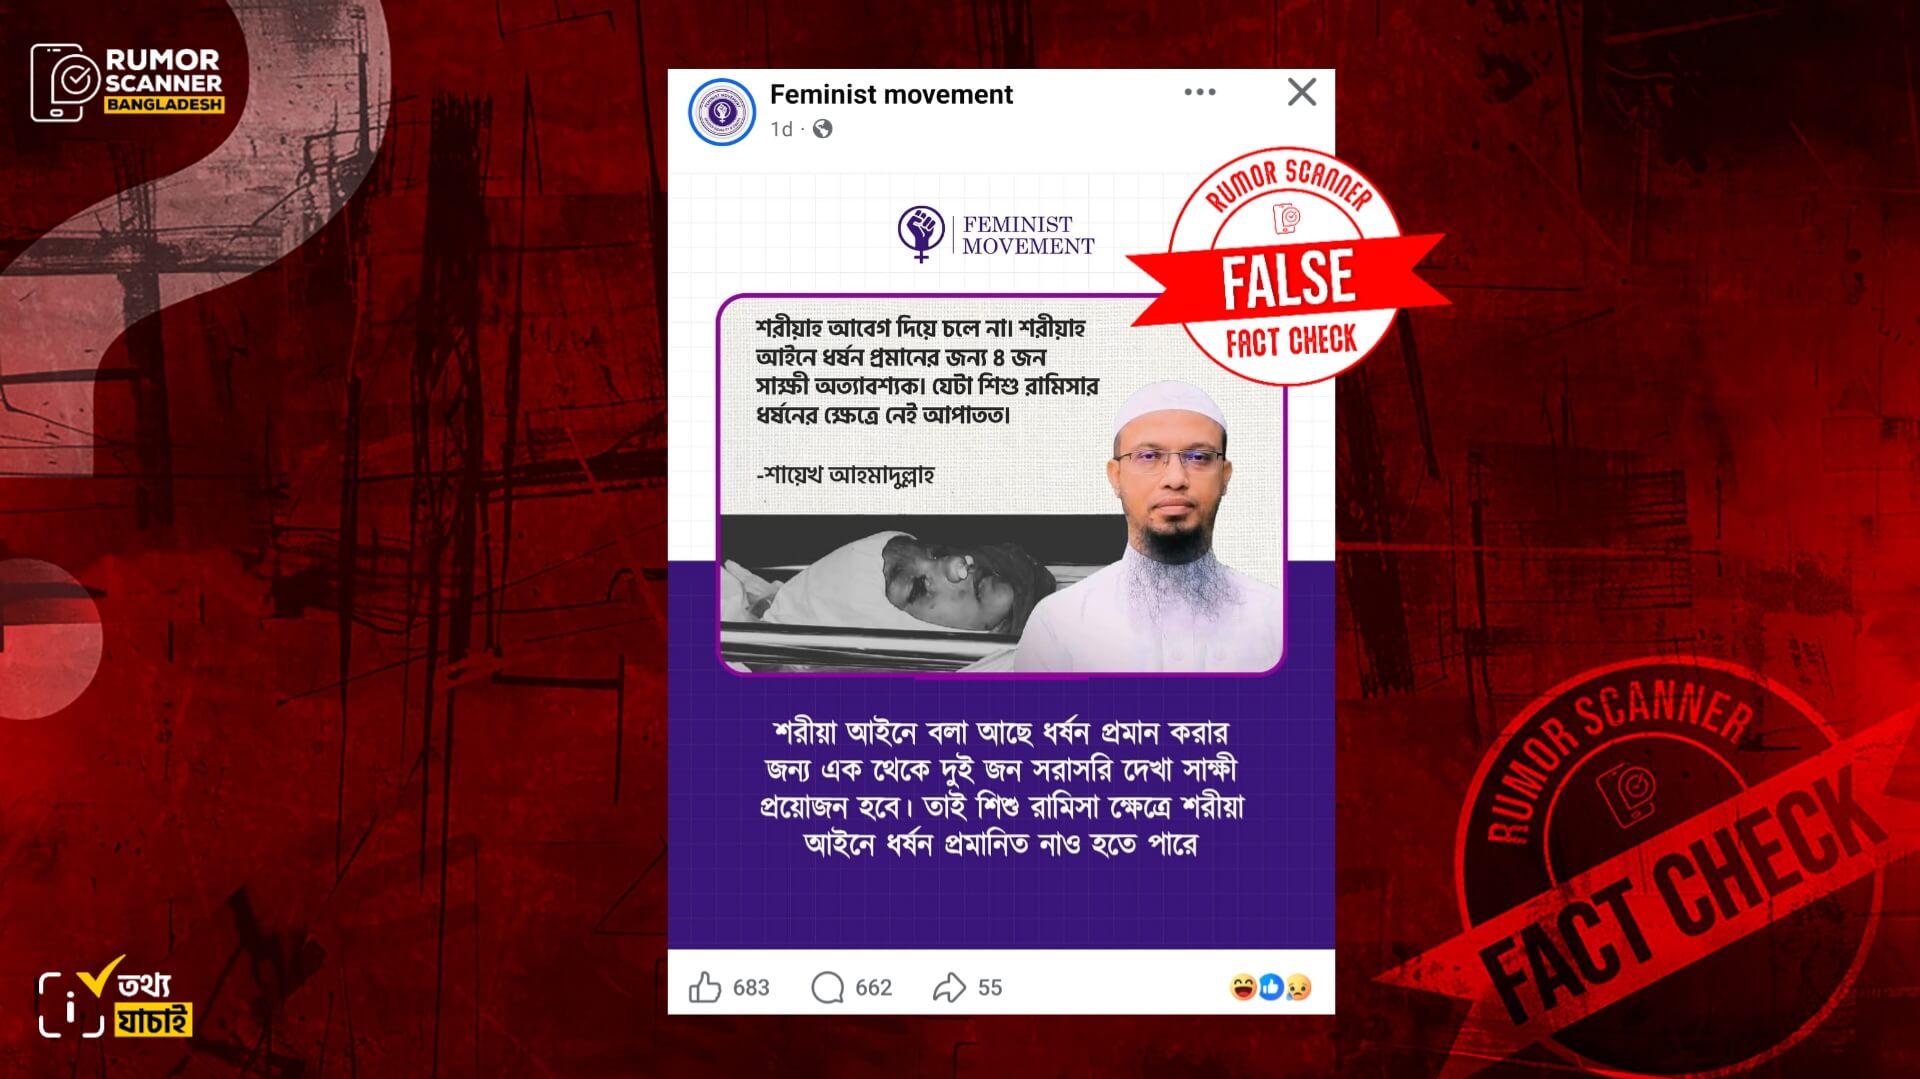 RUMOR
SCANNER
BANGLADESH
Feminist movement
1d
FEMINIST
MOVEMENT
RUMOR SCANNER
FALSE
FACT CHECK
শরীয়াহ আবেগ দিয়ে চলে না। শরীয়াহ
আইনে ধর্ষন প্রমানের জন্য ৪ জন
সাক্ষী অত্যাবশ্যক। যেটা শিশু রামিসার
ধর্ষনের ক্ষেত্রে নেই আপাতত।
-শায়েখ আহমাদুল্লাহ
শরীয়া আইনে বলা আছে ধর্ষন প্রমান করার
জন্য এক থেকে দুই জন সরাসরি দেখা সাক্ষী
প্রয়োজন হবে। তাই শিশু রামিসা ক্ষেত্রে শরীয়া
আইনে ধর্ষন প্রমানিত নাও হতে পারে
683
662
55
RUMOR SCANNER
FACT CHECK
তথ্য
যাচাই